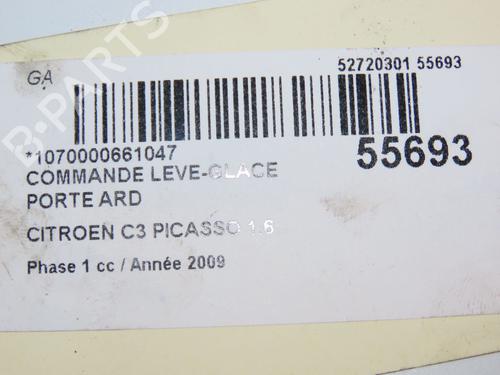 GA
52720301 55693
*1070000661047
55693
COMMANDE LEVE-GLACE
PORTE ARD
CITROEN C3 PICASSO 1.6
Phase 1 cc / Année 2009
B-PARTS